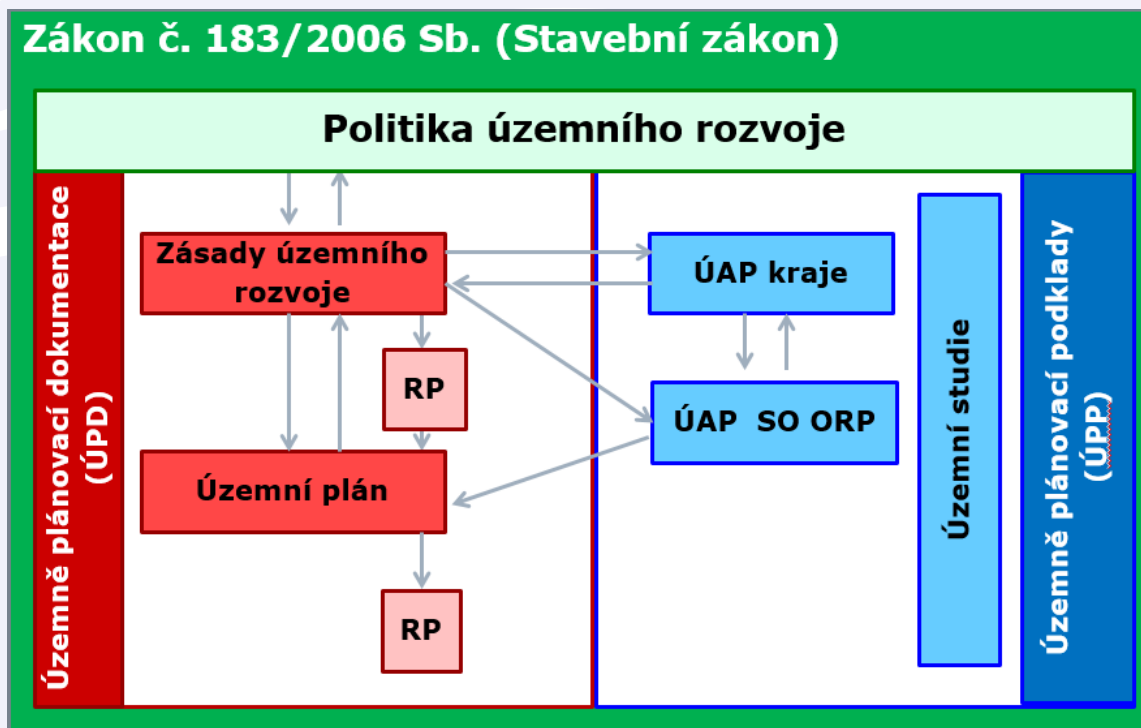 Zákon č. 183/2006 Sb. (Stavební zákon)
Politika územního rozvoje
Územně plánovací dokumentace
(ÚPD)
Zásady územního
rozvoje
RP
Územní plán
RP
ÚAP kraje
ÚAP SO ORP
Územní studie
Územně plánovací podklady
(ÚPP)